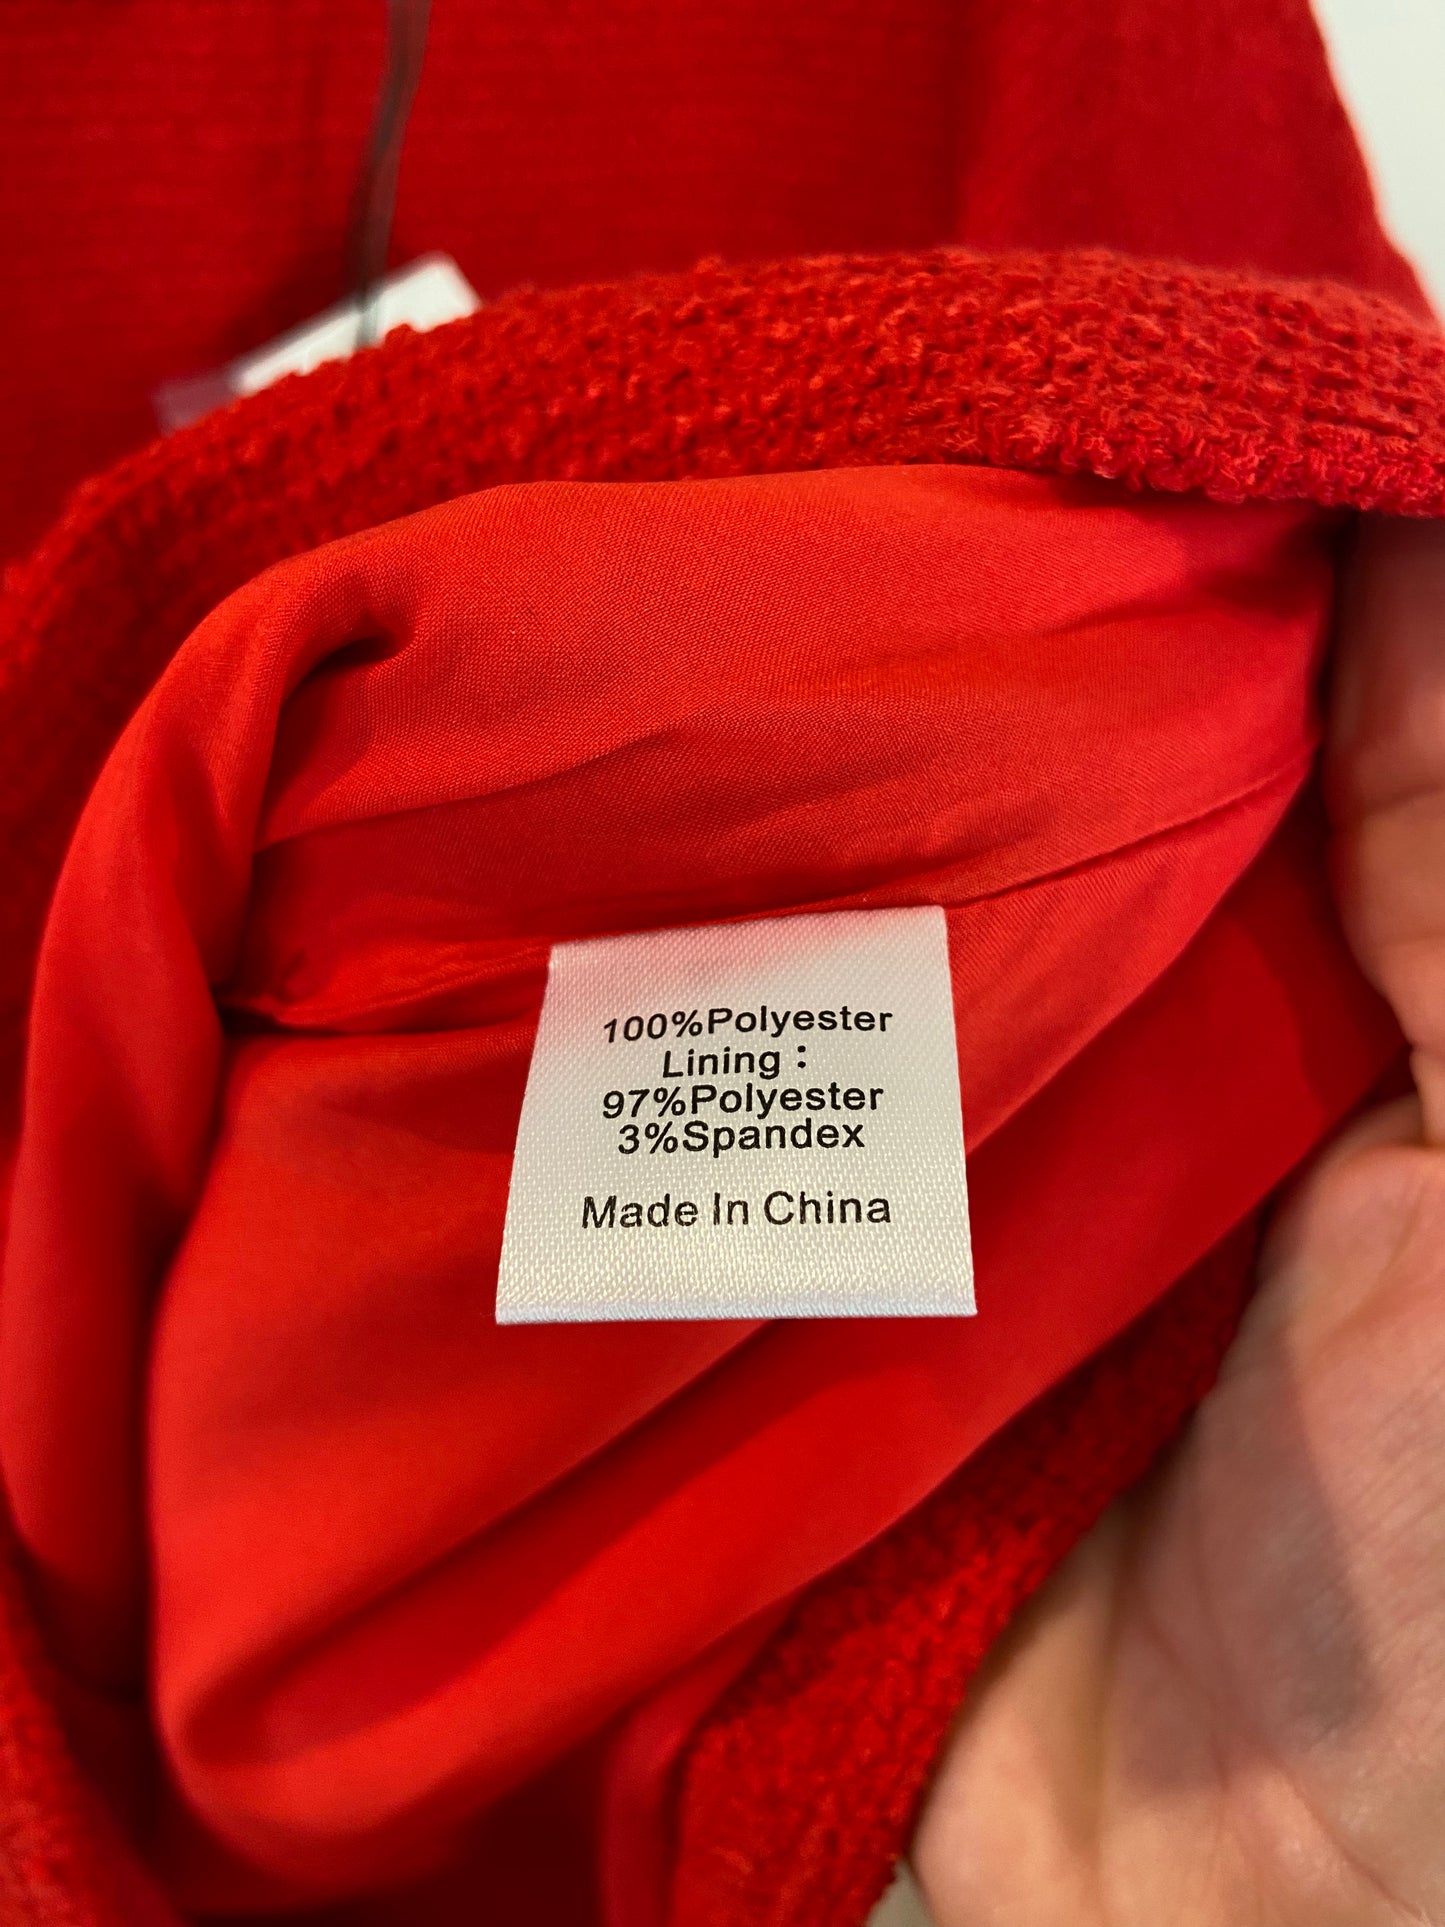 100%Polyester
Lining：
97%Polyester
3%Spandex
Made In China